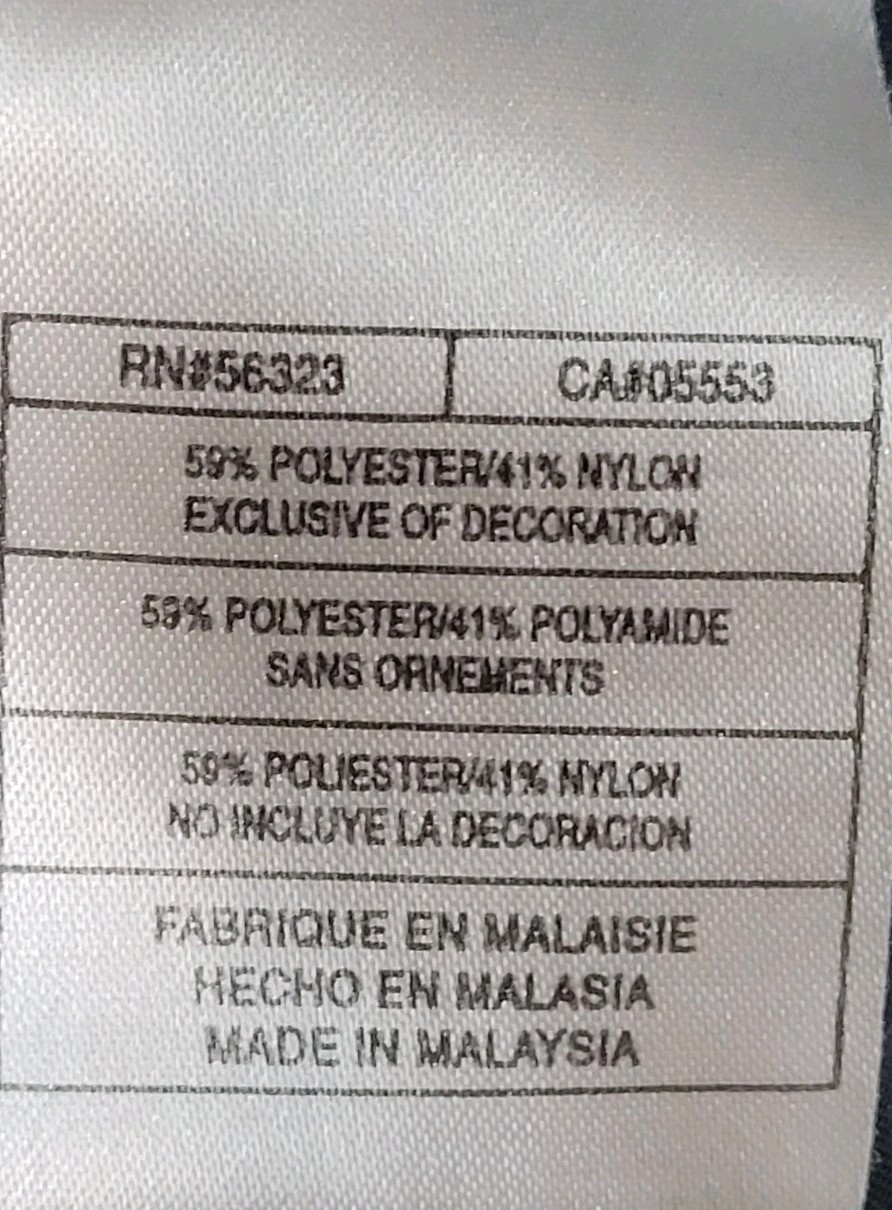 RN#56323 CA#05553
59% POLYESTER/41% NYLON
EXCLUSIVE OF DECORATION
59% POLYESTER/41% POLYAMIDE
SANS ORNEMENTS
59% POLIESTER/41% NYLON
NO INCLUYE LA DECORACION
FABRIQUE EN MALAISIE
HECHO EN MALASIA
MADE IN MALAYSIA